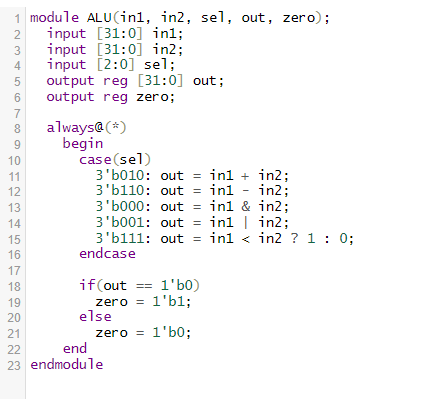 1 module ALU(in1, in2, sel, out, zero);
2 input [31:0] in1;
3 input [31:0] in2;
4 input [2:0] sel;
5 output reg [31:0] out;
6 output reg zero;
7
8 always@(*)
9 begin
10 case(sel)
11 3'b010: out = in1 + in2;
12 3'b110: out = in1 - in2;
13 3'b000: out = in1 & in2;
14 3'b001: out = in1 | in2;
15 3'b111: out = in1 < in2 ? 1 : 0;
16 endcase
17
18 if(out == 1'b0)
19 zero = 1'b1;
20 else
21 zero = 1'b0;
22 end
23 endmodule